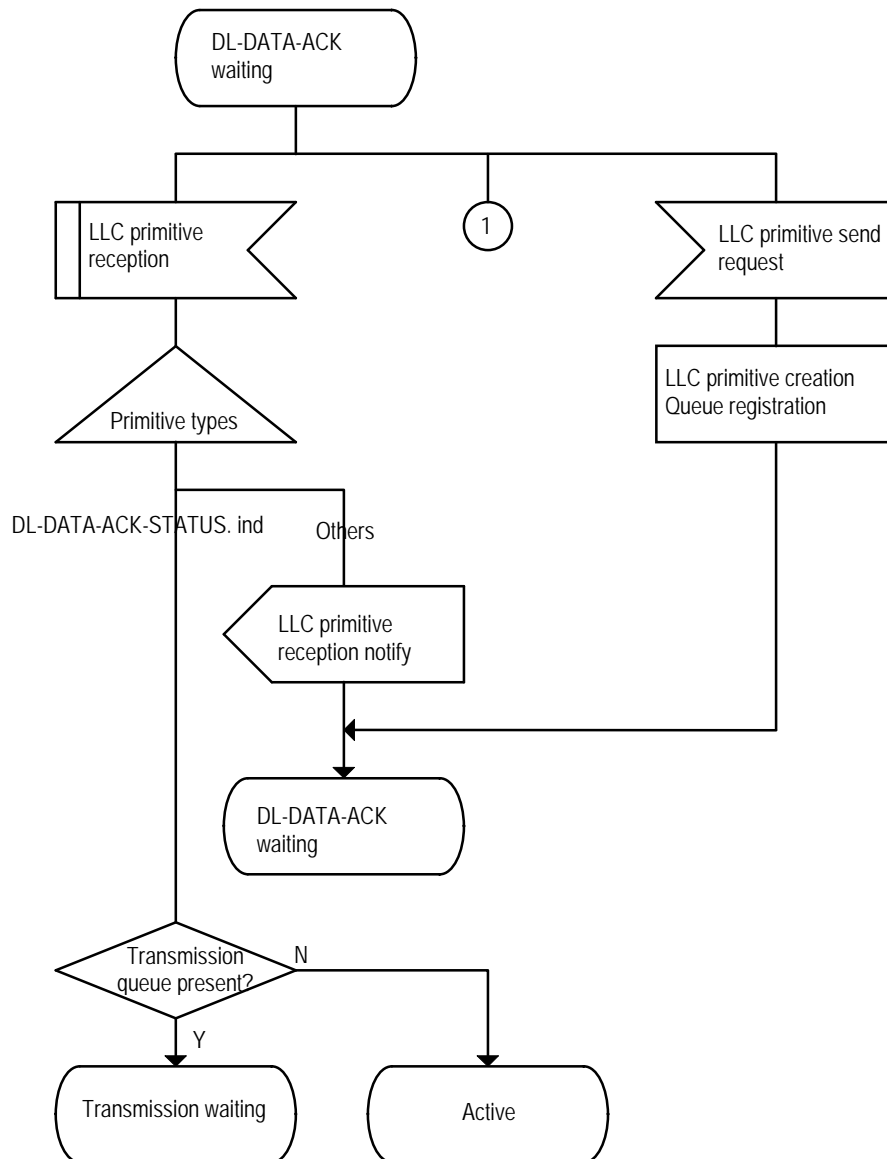 DL-DATA-ACK
waiting
LLC primitive
reception
1
LLC primitive send
request
Primitive types
LLC primitive creation
Queue registration
DL-DATA-ACK-STATUS. ind
Others
LLC primitive
reception notify
DL-DATA-ACK
waiting
Transmission
queue present?
N
Y
Transmission waiting
Active